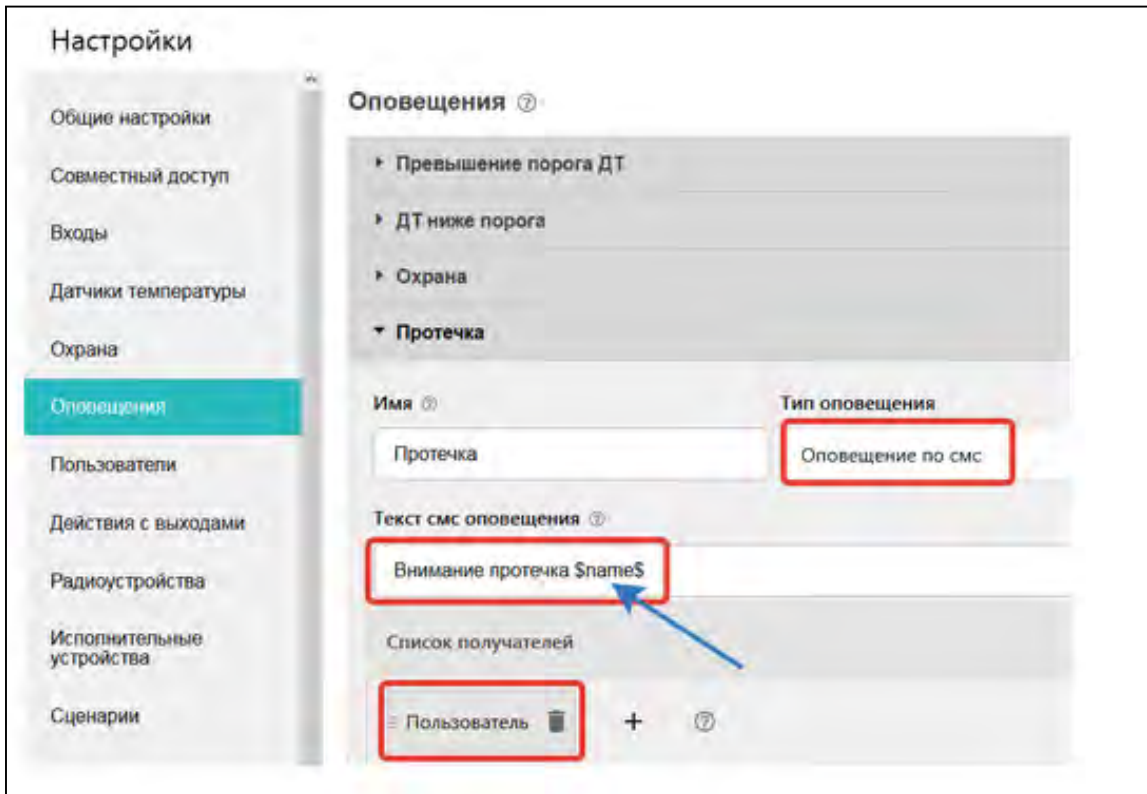 Настройки
Общие настройки
Совместный доступ
Входы
Датчики температуры
Охрана
Оповещения
Пользователи
Действия с выходами
Радиоустройства
Исполнительные
устройства
Сценарии
Оповещения
Превышение порога ДТ
ДТ ниже порога
Охрана
Протечка
Имя
Тип оповещения
Протечка
Оповещение по смс
Текст смс оповещения
Внимание протечка $name$
Список получателей
Пользователь